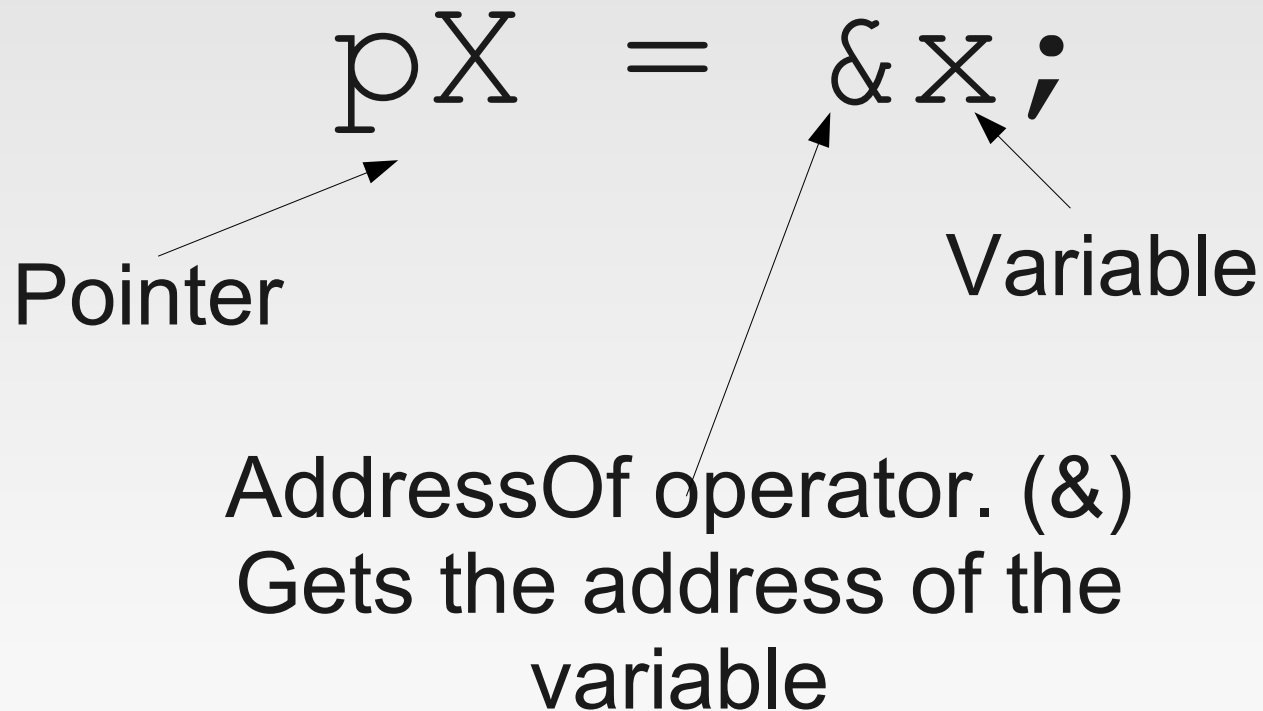 pX = &x;
Pointer
Variable
AddressOf operator. (&)
Gets the address of the
variable